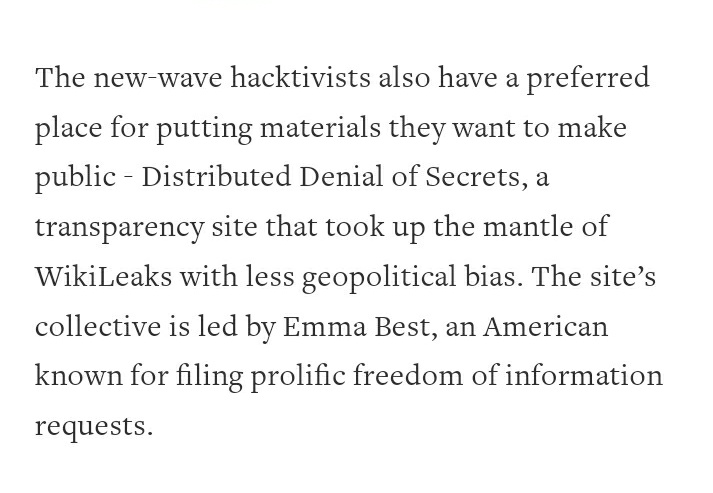 The new-wave hacktivists also have a preferred
place for putting materials they want to make
public - Distributed Denial of Secrets, a
transparency site that took up the mantle of
WikiLeaks with less geopolitical bias. The site’s
collective is led by Emma Best, an American
known for filing prolific freedom of information
requests.